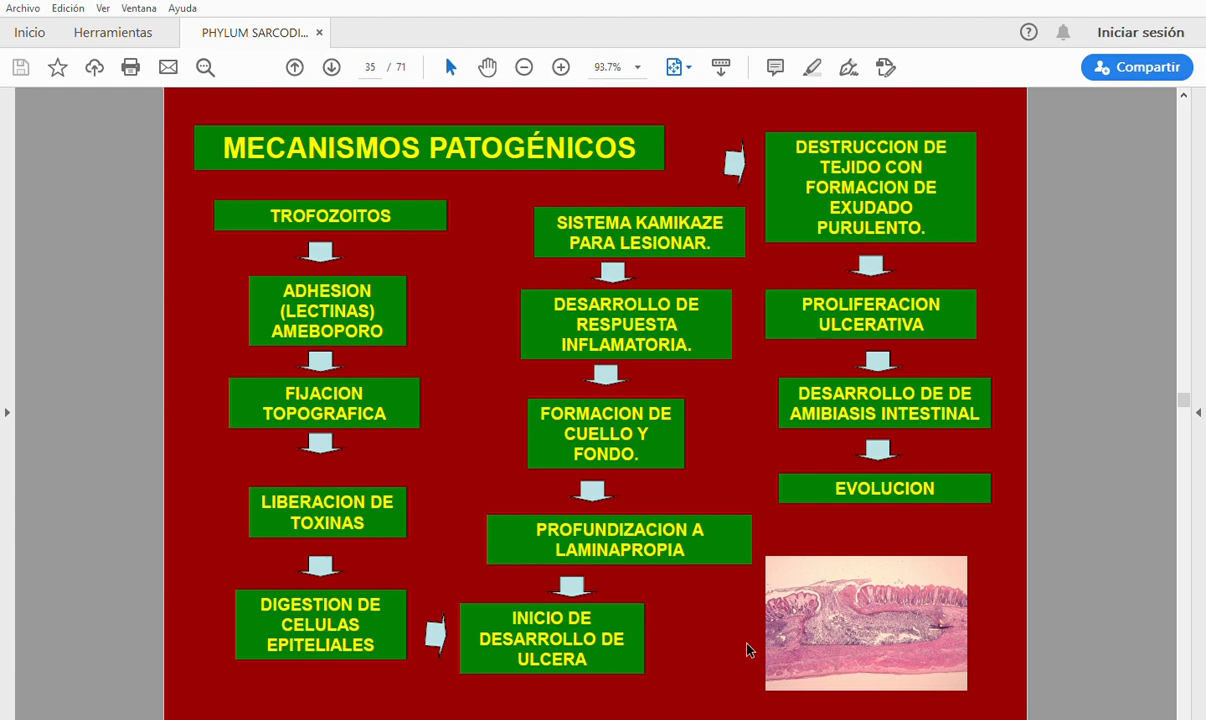 Archivo Edición Ver Ventana Ayuda
Inicio Herramientas PHYLUM SARCODI... × ? Iniciar sesión
35 / 71 93.7% Compartir
MECANISMOS PATOGÉNICOS
TROFOZOITOS
ADHESION
(LECTINAS)
AMEBOPORO
FIJACION
TOPOGRAFICA
LIBERACION DE
TOXINAS
DIGESTION DE
CELULAS
EPITELIALES
SISTEMA KAMIKAZE
PARA LESIONAR.
DESARROLLO DE
RESPUESTA
INFLAMATORIA.
FORMACION DE
CUELLO Y
FONDO.
PROFUNDIZACION A
LAMINAPROPIA
INICIO DE
DESARROLLO DE
ULCERA
DESTRUCCION DE
TEJIDO CON
FORMACION DE
EXUDADO
PURULENTO.
PROLIFERACION
ULCERATIVA
DESARROLLO DE DE
AMIBIASIS INTESTINAL
EVOLUCION